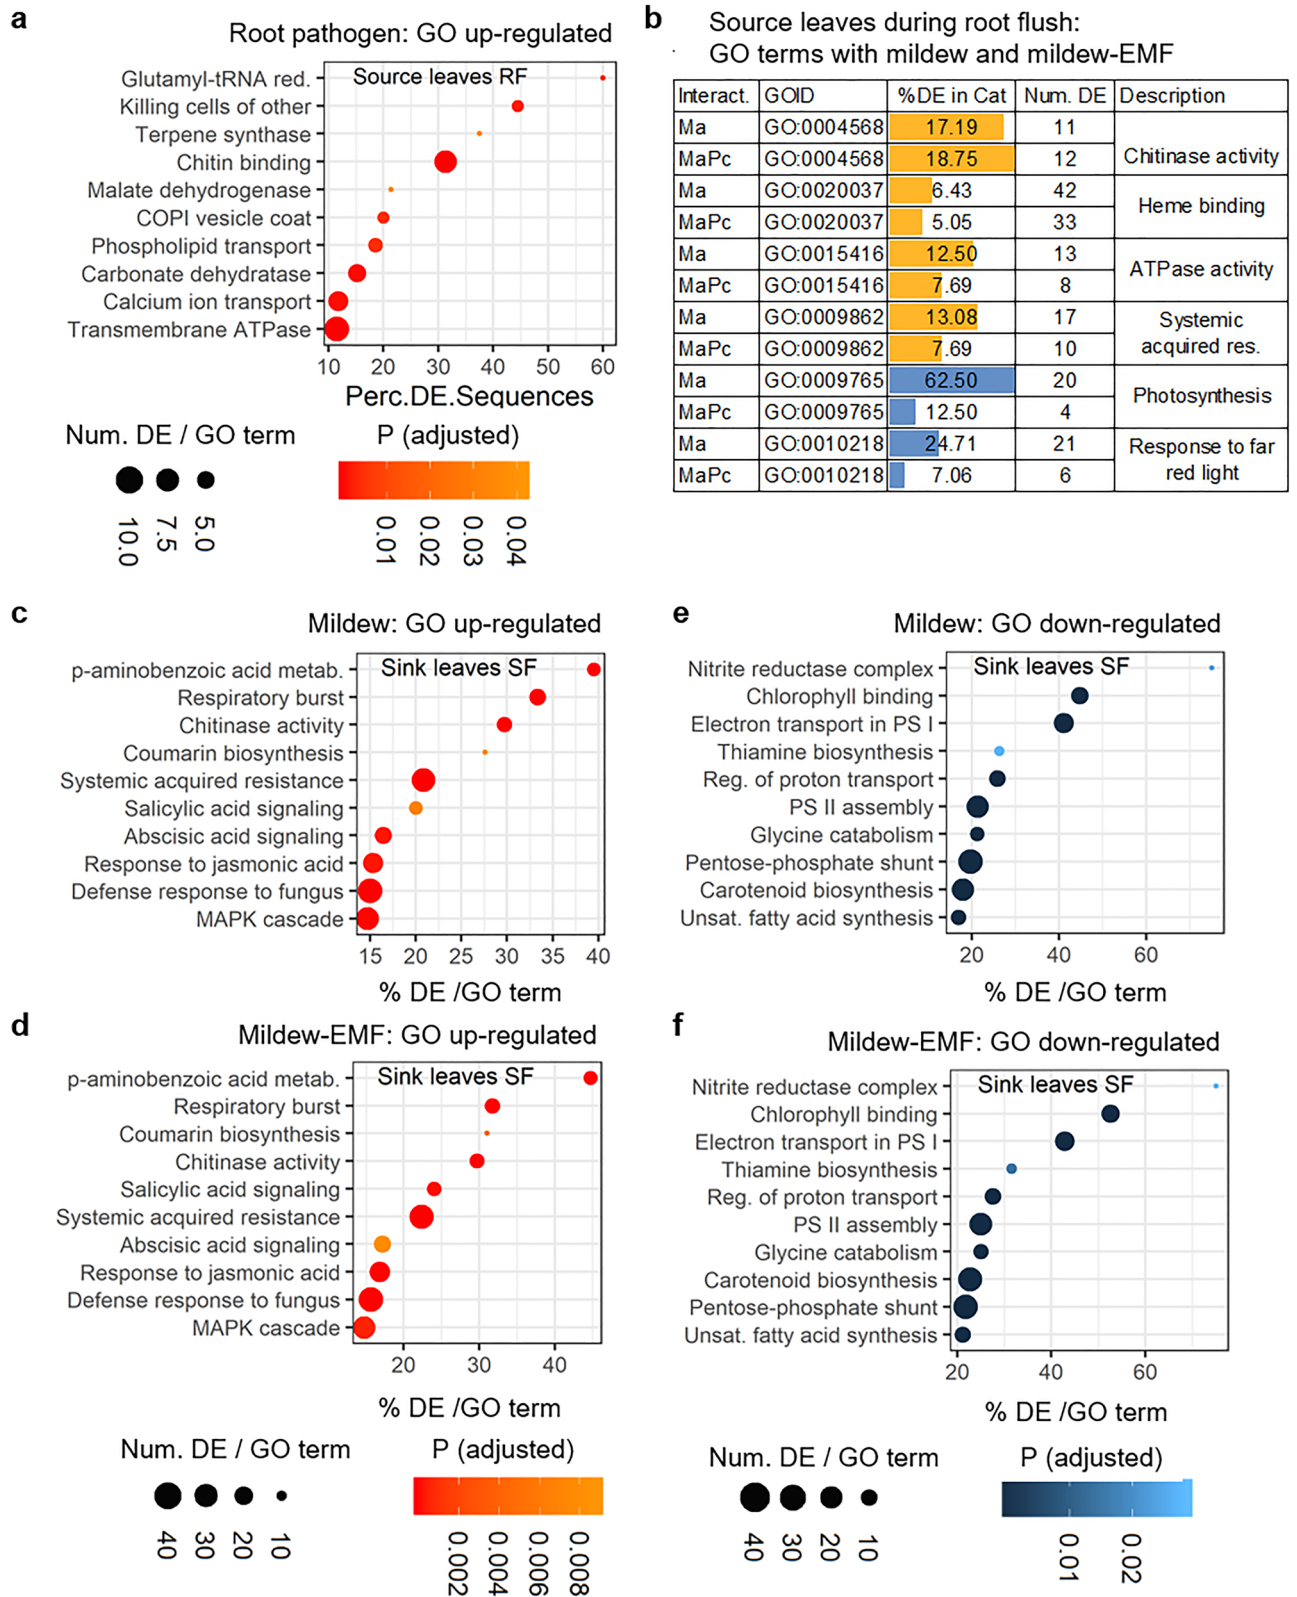 a
Root pathogen: GO up-regulated
Source leaves RF
Glutamyl-tRNA red.
Killing cells of other
Terpene synthase
Chitin binding
Malate dehydrogenase
COPI vesicle coat
Phospholipid transport
Carbonate dehydratase
Calcium ion transport
Transmembrane ATPase
10 20 30 40 50 60
Perc.DE.Sequences
Num. DE / GO term
10.0 7.5 5.0
P (adjusted)
0.01 0.02 0.03 0.04
b
Source leaves during root flush:
GO terms with mildew and mildew-EMF
Interact. GOID %DE in Cat Num. DE Description
Ma GO:0004568 17.19 11
MaPc GO:0004568 18.75 12
Chitinase activity
Ma GO:0020037 6.43 42
MaPc GO:0020037 5.05 33
Heme binding
Ma GO:0015416 12.50 13
MaPc GO:0015416 7.69 8
ATPase activity
Ma GO:0009862 13.08 17
MaPc GO:0009862 7.69 10
Systemic
acquired res.
Ma GO:0009765 62.50 20
MaPc GO:0009765 12.50 4
Photosynthesis
Ma GO:0010218 24.71 21
MaPc GO:0010218 7.06 6
Response to far
red light
c
Mildew: GO up-regulated
Sink leaves SF
p-aminobenzoic acid metab.
Respiratory burst
Chitinase activity
Coumarin biosynthesis
Systemic acquired resistance
Salicylic acid signaling
Abscisic acid signaling
Response to jasmonic acid
Defense response to fungus
MAPK cascade
15 20 25 30 35 40
% DE /GO term
e
Mildew: GO down-regulated
Sink leaves SF
Nitrite reductase complex
Chlorophyll binding
Electron transport in PS I
Thiamine biosynthesis
Reg. of proton transport
PS II assembly
Glycine catabolism
Pentose-phosphate shunt
Carotenoid biosynthesis
Unsat. fatty acid synthesis
20 40 60
% DE /GO term
d
Mildew-EMF: GO up-regulated
Sink leaves SF
p-aminobenzoic acid metab.
Respiratory burst
Coumarin biosynthesis
Chitinase activity
Salicylic acid signaling
Systemic acquired resistance
Abscisic acid signaling
Response to jasmonic acid
Defense response to fungus
MAPK cascade
20 30 40
% DE /GO term
Num. DE / GO term
40 30 20 10
P (adjusted)
0.002 0.004 0.006 0.008
f
Mildew-EMF: GO down-regulated
Sink leaves SF
Nitrite reductase complex
Chlorophyll binding
Electron transport in PS I
Thiamine biosynthesis
Reg. of proton transport
PS II assembly
Glycine catabolism
Carotenoid biosynthesis
Pentose-phosphate shunt
Unsat. fatty acid synthesis
20 40 60
% DE /GO term
Num. DE / GO term
40 30 20 10
P (adjusted)
0.01 0.02